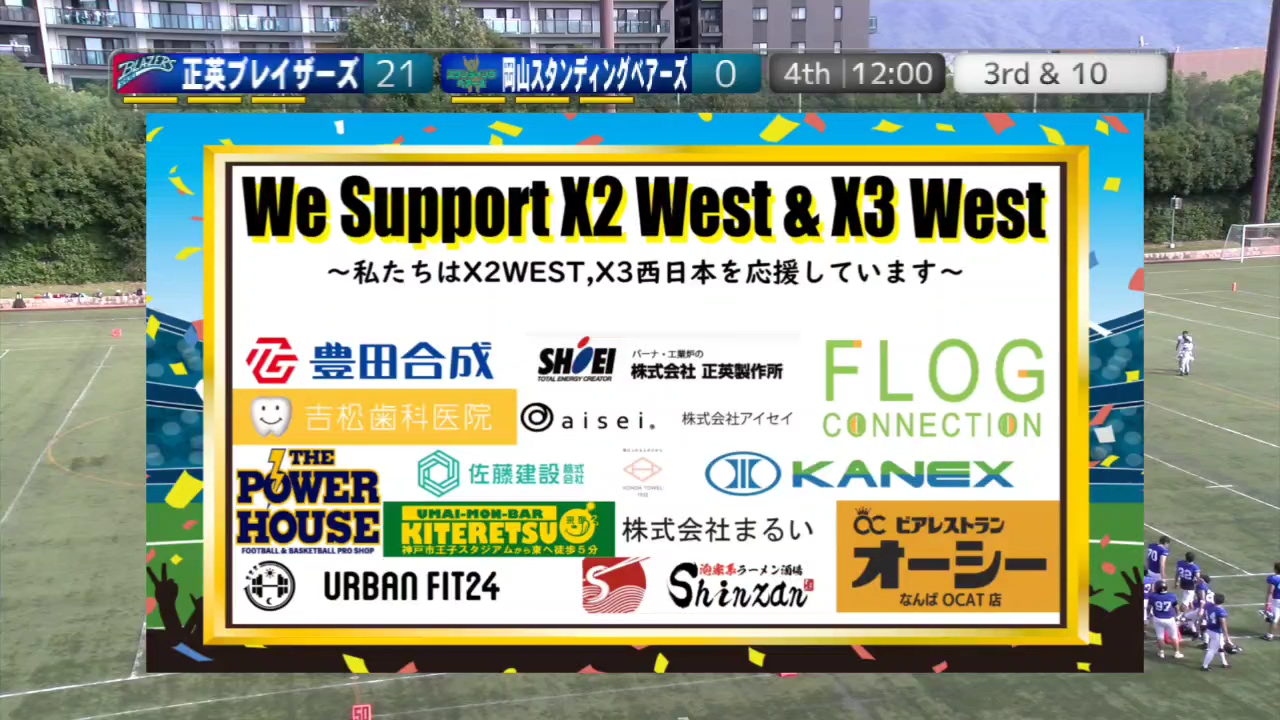 BLAZERS 正英ブレイザーズ 21 岡山スタンディングベアーズ 0 4th 12:00 3rd & 10
We Support X2 West & X3 West
～私たちはX2WEST,X3西日本を応援しています～
豊田合成
SHOEI
TOTAL ENERGY CREATOR
バーナ・工業炉の
株式会社 正英製作所
FLOG
CONNECTION
吉松歯科医院
aisei. 株式会社アイセイ
THE
POWER
HOUSE
FOOTBALL & BASKETBALL PRO SHOP
佐藤建設株式会社
KANEX
UMAI-MON-BAR
KITERETSU
神戸市王子スタジアムから東へ徒歩5分
株式会社まるい
OC ビアレストラン
オーシー
なんば OCAT 店
URBAN FIT24
泡楽系ラーメン酒場
Shinzan
70
97
4
50